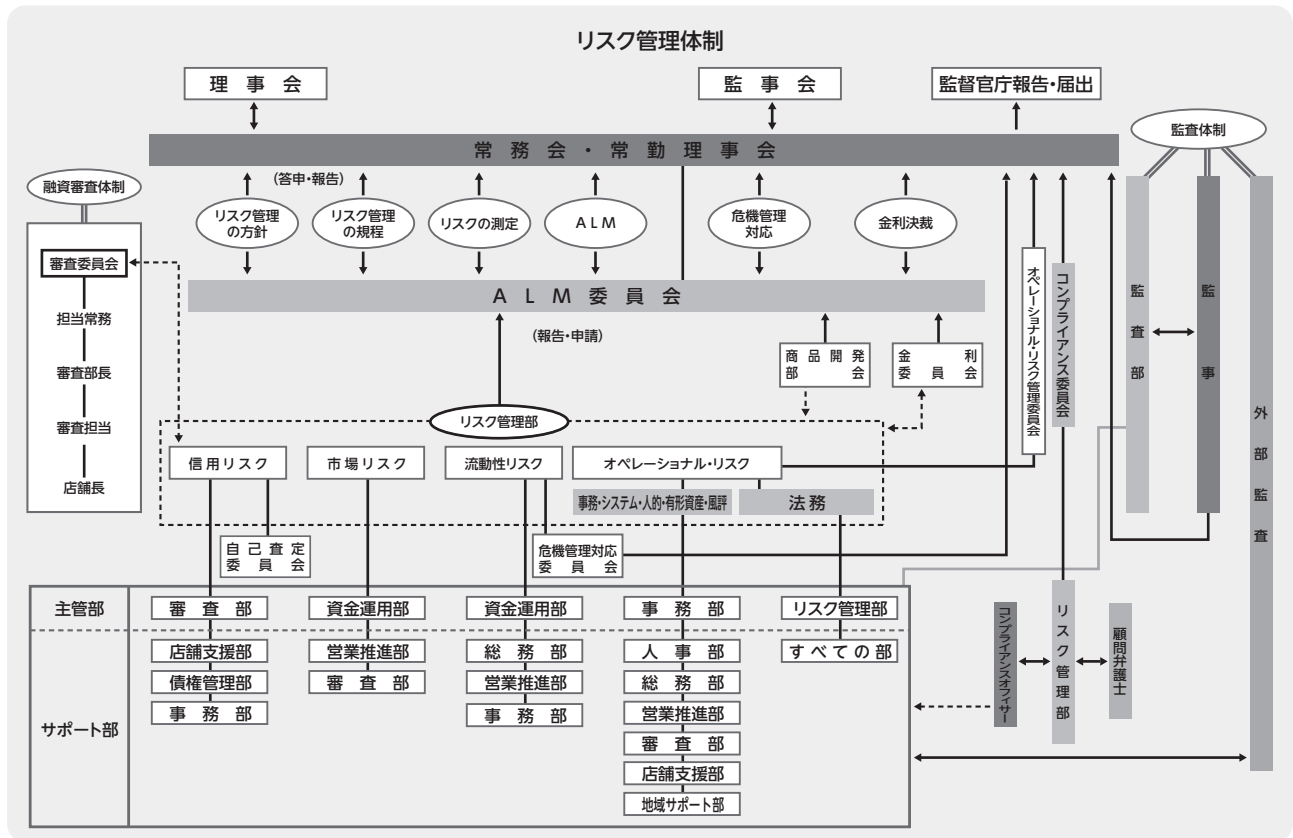 リスク管理体制
理事会
監事会
監督官庁報告・届出
監査体制
常務会・常勤理事会
(答申・報告)
融資審査体制
審査委員会
担当常務
審査部長
審査担当
店舗長
リスク管理
の方針
リスク管理
の規程
リスクの測定
ALM
危機管理
対応
金利決裁
ALM委員会
(報告・申請)
商品開発
部会
金利
委員会
オペレーショナル・リスク管理委員会
コンプライアンス委員会
監査部
監事
外部監査
リスク管理部
信用リスク
市場リスク
流動性リスク
オペレーショナル・リスク
事務・システム・人的・有形資産・風評
法務
自己査定
委員会
危機管理対応
委員会
主管部
審査部
資金運用部
資金運用部
事務部
リスク管理部
サポート部
店舗支援部
債権管理部
事務部
営業推進部
審査部
総務部
営業推進部
事務部
人事部
総務部
営業推進部
審査部
店舗支援部
地域サポート部
すべての部
コンプライアンスオフィサー
リスク管理部
顧問弁護士